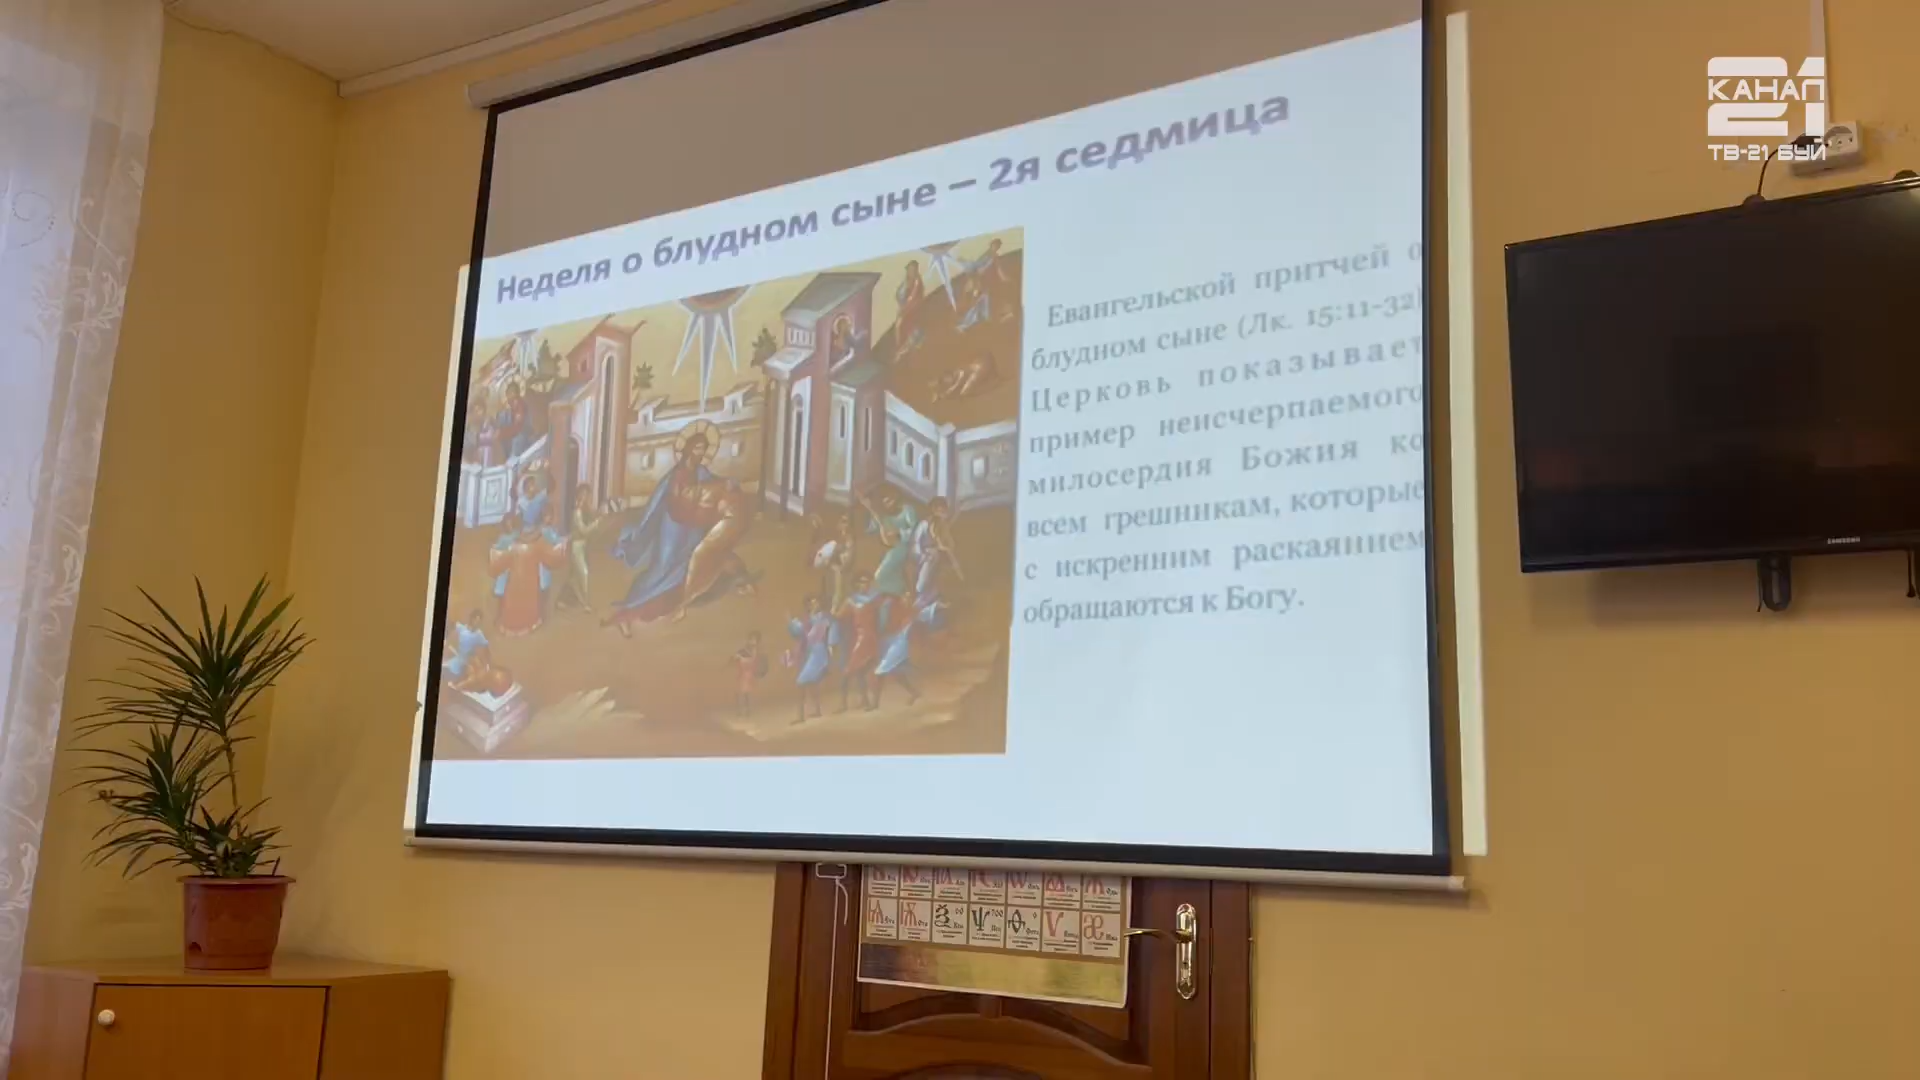 21
КАНАЛ
ТВ-21 БУЙ
Неделя о блудном сыне – 2я седмица
Евангельской притчей о
блудном сыне (Лк. 15:11-32)
Церковь показывает
пример неисчерпаемого
милосердия Божия ко
всем грешникам, которые
с искренним раскаянием
обращаются к Богу.
SAMSUNG